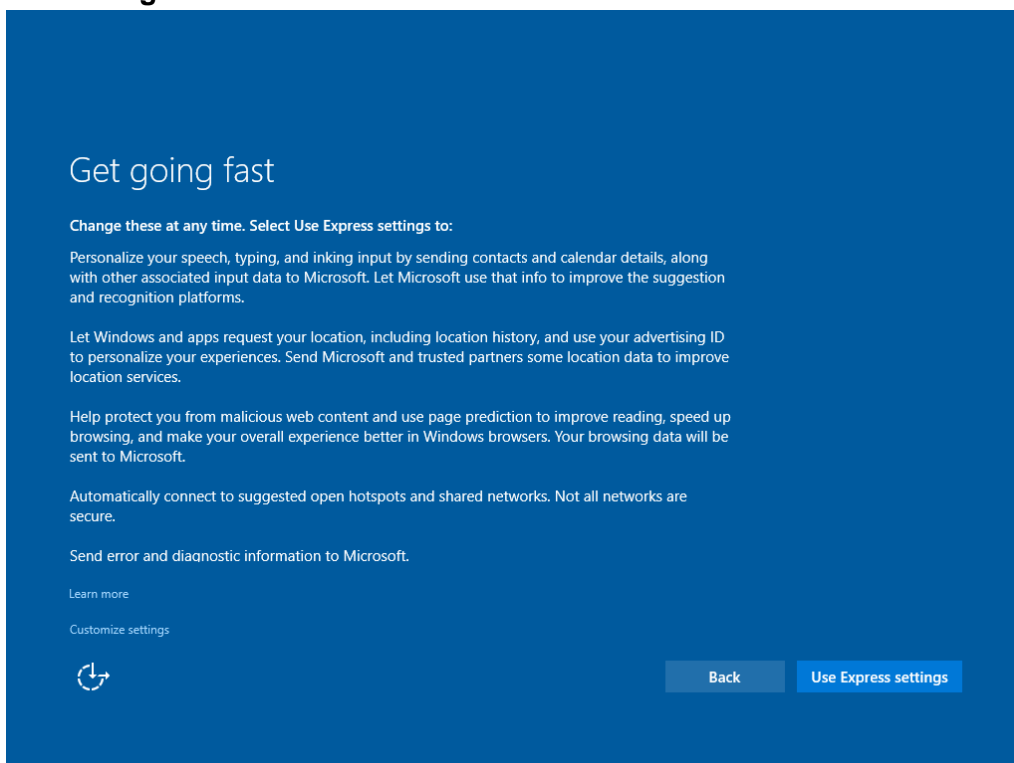 Get going fast
Change these at any time. Select Use Express settings to:
Personalize your speech, typing, and inking input by sending contacts and calendar details, along
with other associated input data to Microsoft. Let Microsoft use that info to improve the suggestion
and recognition platforms.
Let Windows and apps request your location, including location history, and use your advertising ID
to personalize your experiences. Send Microsoft and trusted partners some location data to improve
location services.
Help protect you from malicious web content and use page prediction to improve reading, speed up
browsing, and make your overall experience better in Windows browsers. Your browsing data will be
sent to Microsoft.
Automatically connect to suggested open hotspots and shared networks. Not all networks are
secure.
Send error and diagnostic information to Microsoft.
Learn more
Customize settings
Back
Use Express settings